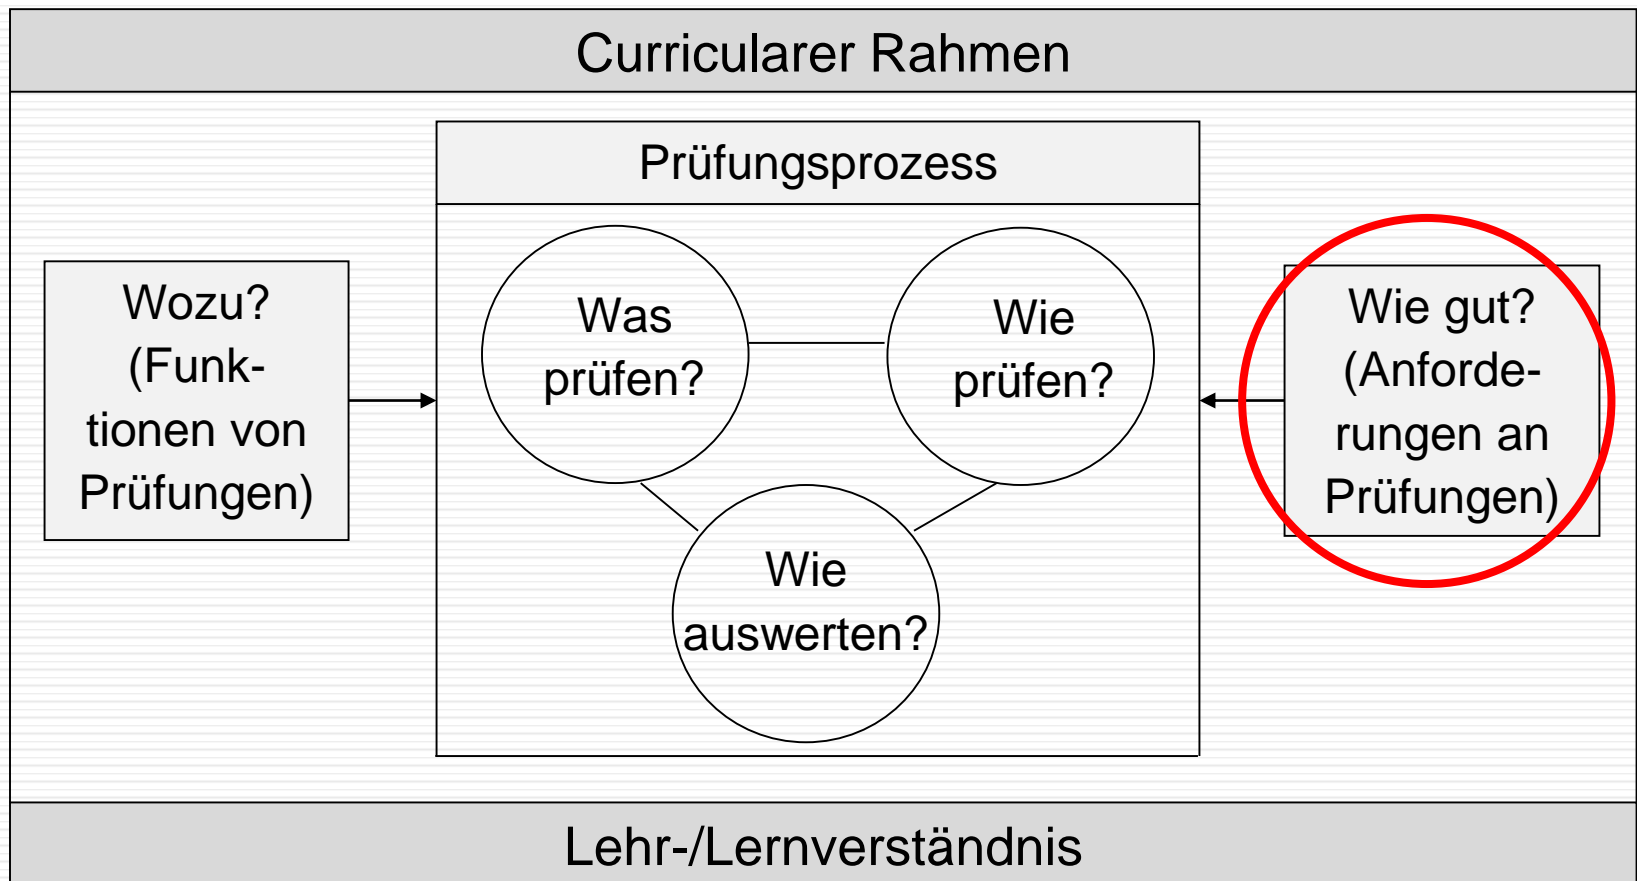 Curricularer Rahmen
Prüfungsprozess
Wozu?
(Funk-
tionen von
Prüfungen)
Was
prüfen?
Wie
prüfen?
Wie
auswerten?
Wie gut?
(Anforde-
rungen an
Prüfungen)
Lehr-/Lernverständnis